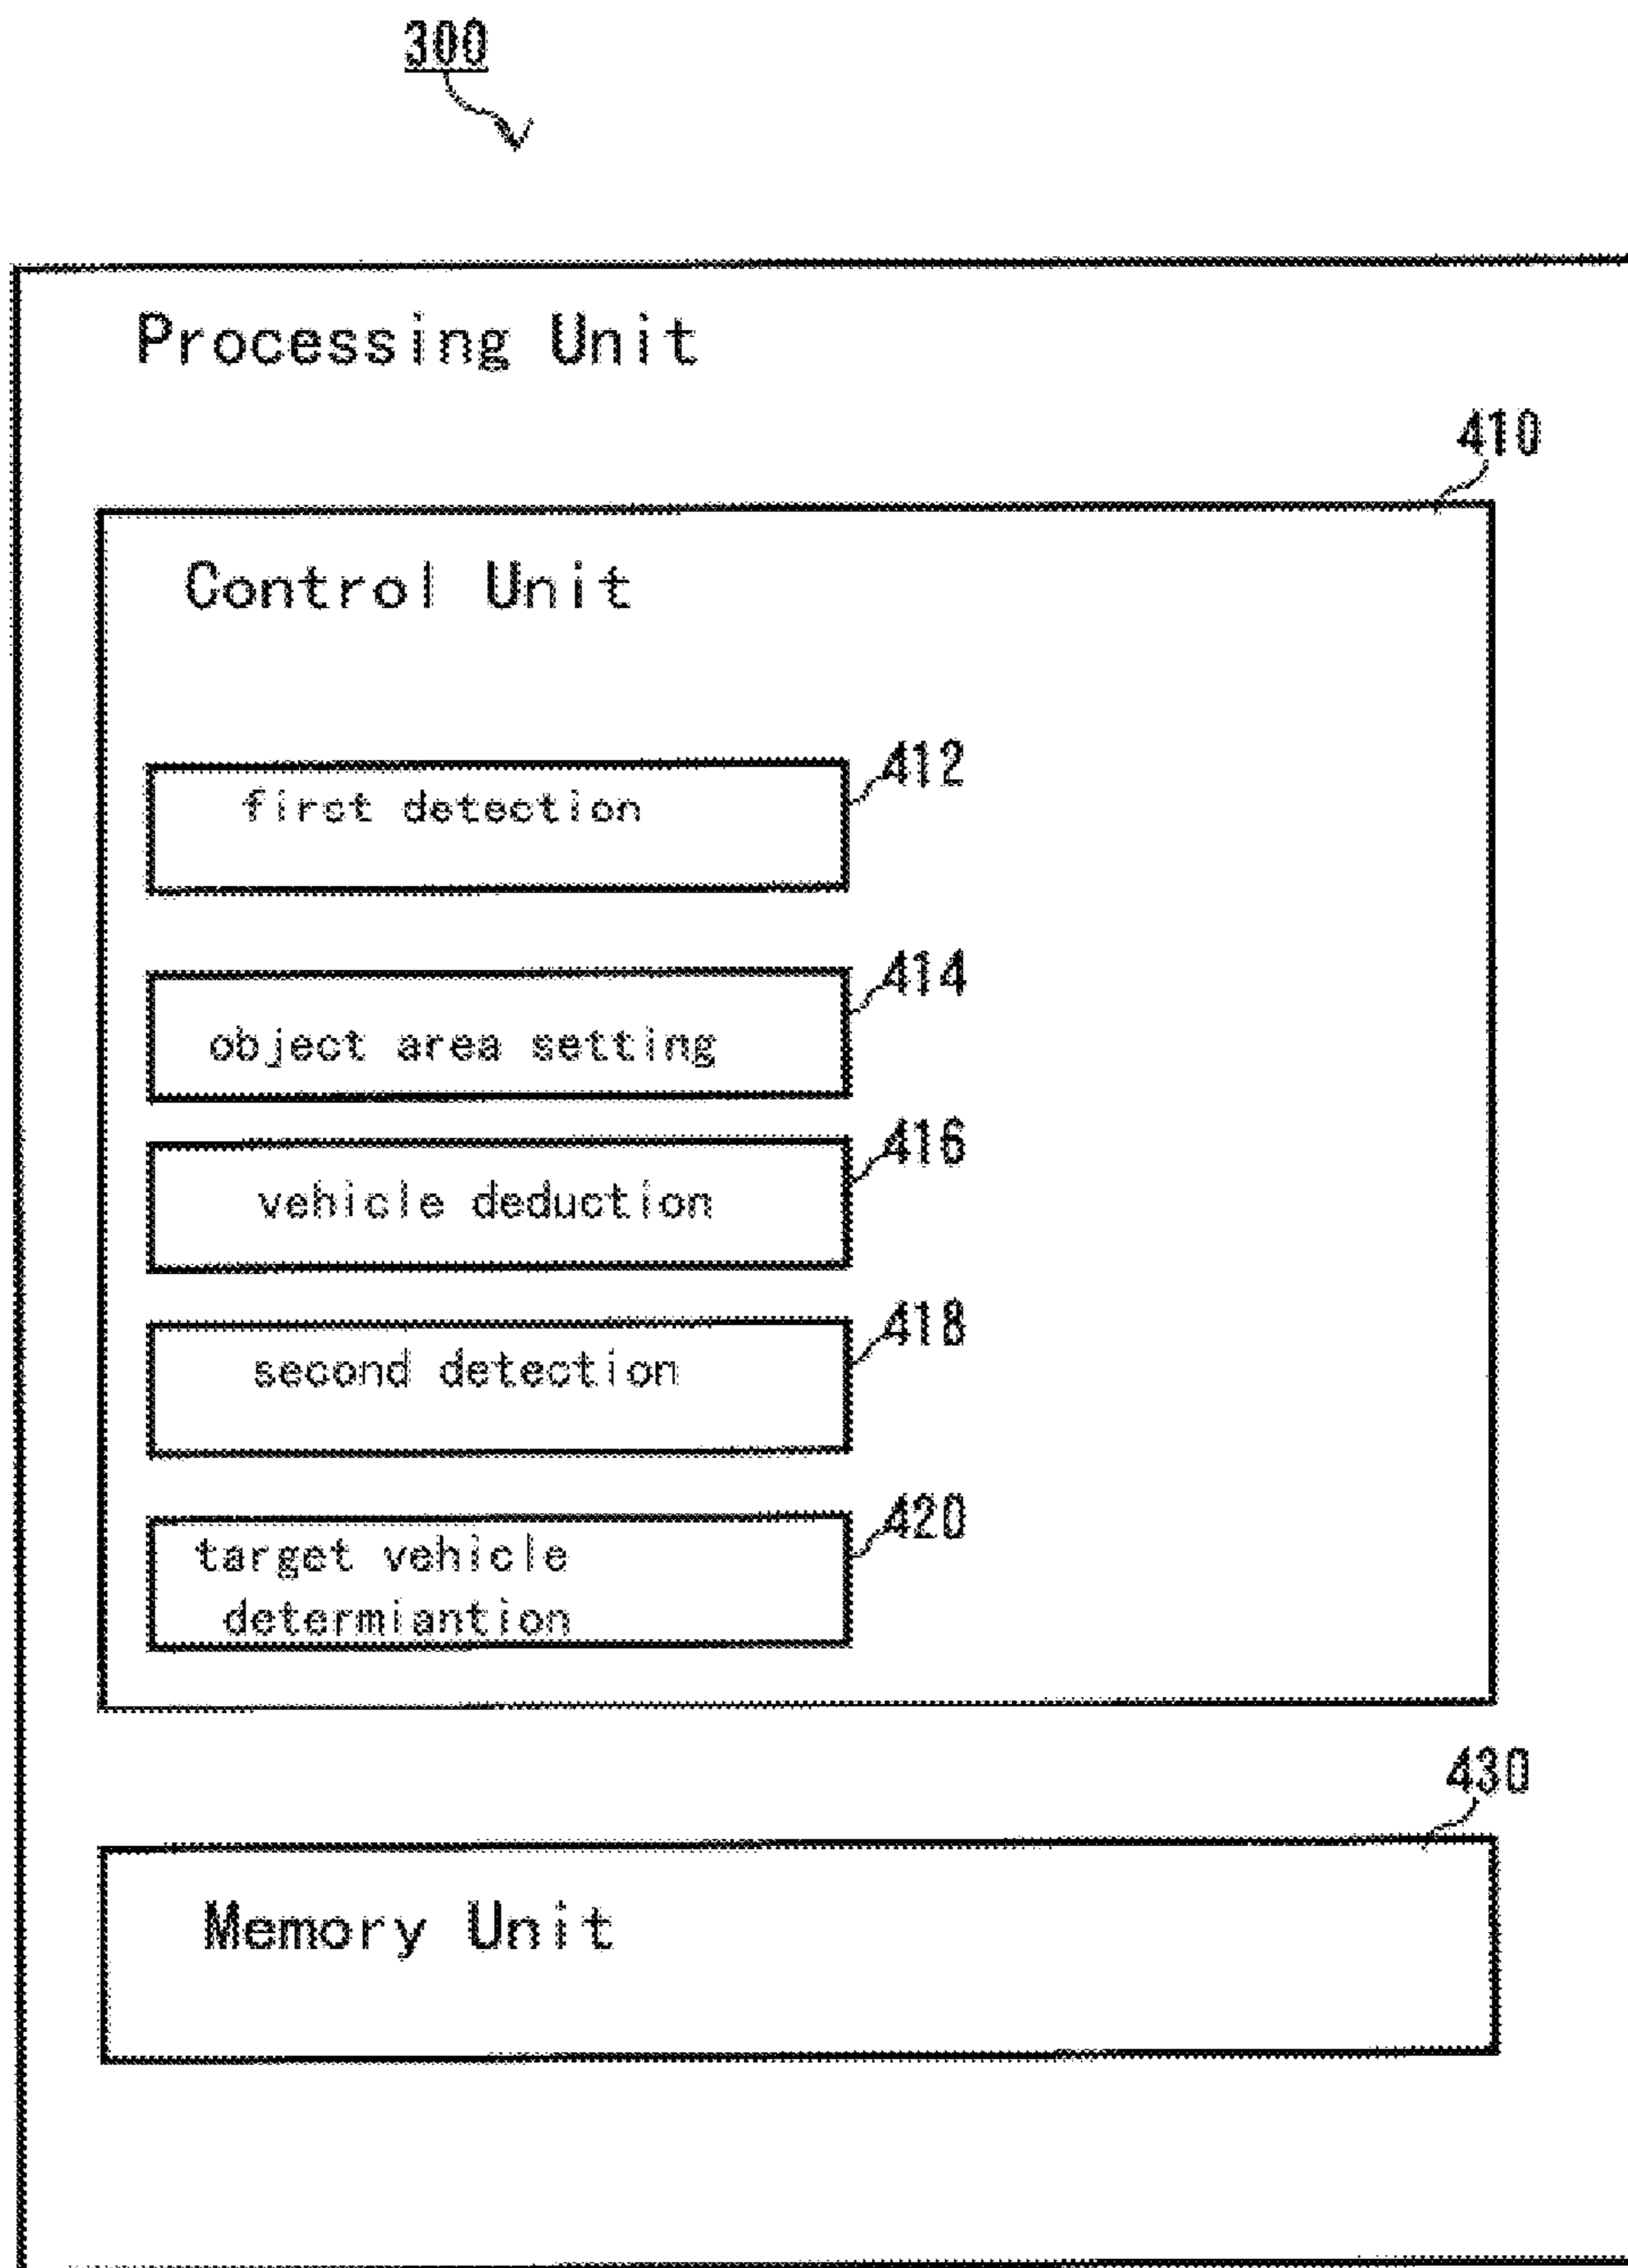 300
Processing Unit
410
Control Unit
412
first detection
414
object area setting
416
vehicle deduction
418
second detection
420
target vehicle
determiantion
430
Memory Unit